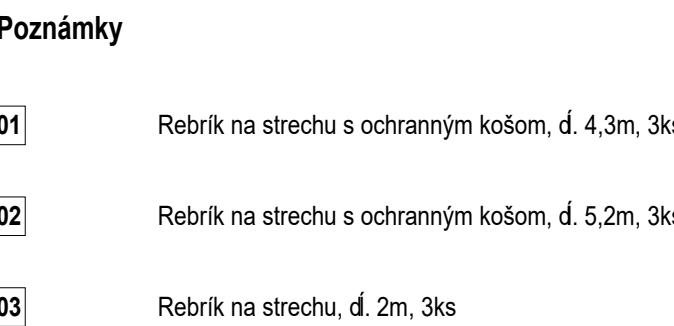 Poznámky
01 Rebrík na strechu s ochranným košom, dĺ. 4,3m, 3ks
02 Rebrík na strechu s ochranným košom, dĺ. 5,2m, 3ks
03 Rebrík na strechu, dĺ. 2m, 3ks